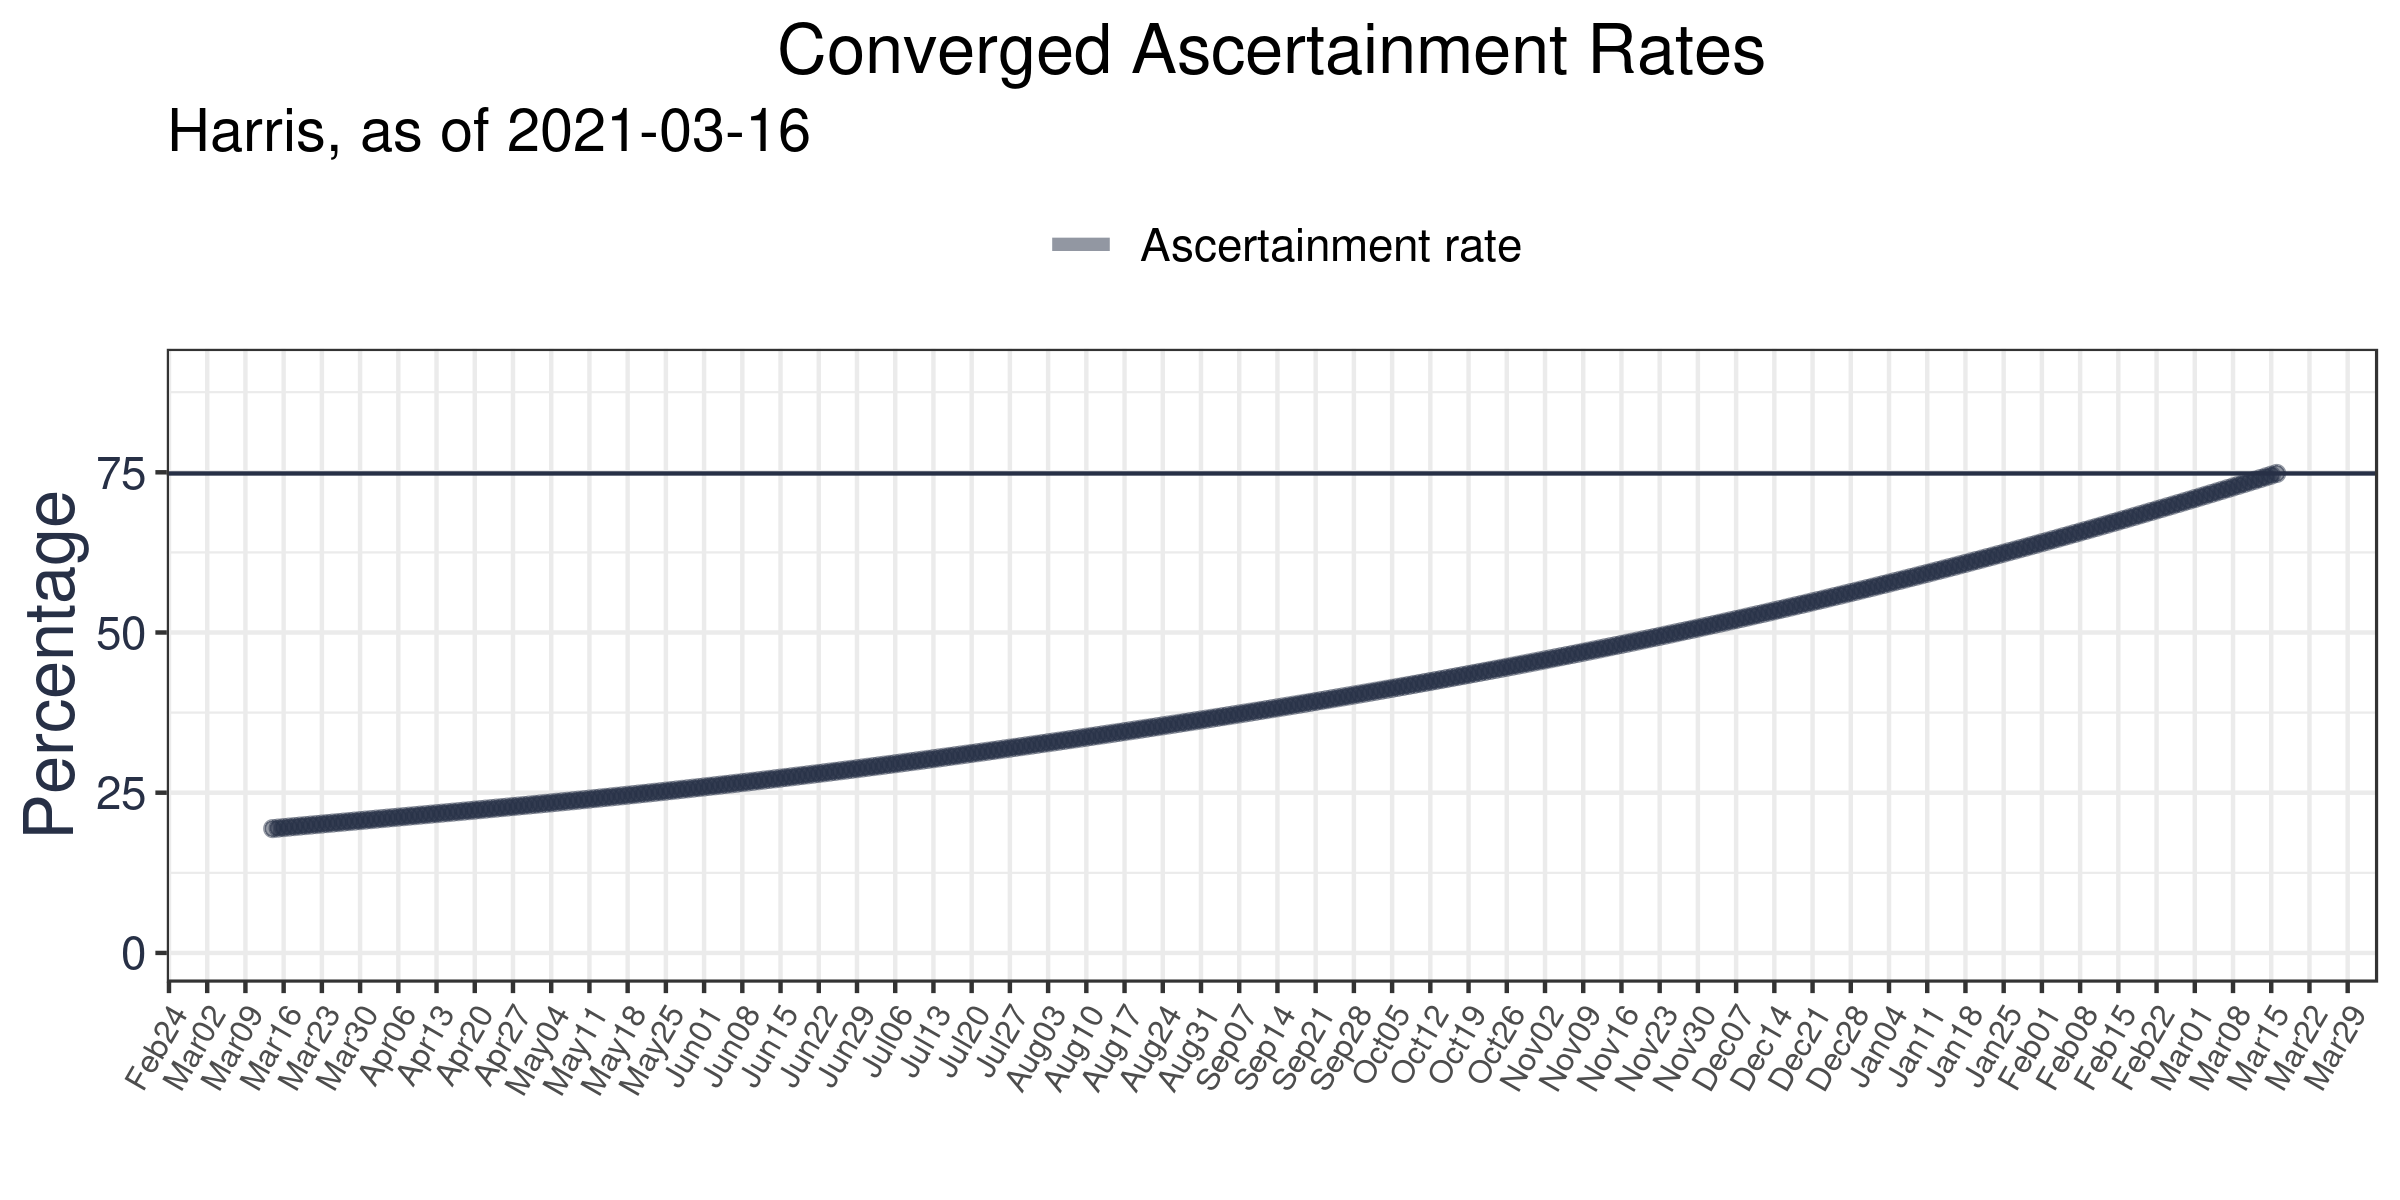 Converged Ascertainment Rates
Harris, as of 2021-03-16
Ascertainment rate
Percentage
75
50
25
0
Feb24
Mar02
Mar09
Mar16
Mar23
Mar30
Apr06
Apr13
Apr20
Apr27
May04
May11
May18
May25
Jun01
Jun08
Jun15
Jun22
Jun29
Jul06
Jul13
Jul20
Jul27
Aug03
Aug10
Aug17
Aug24
Aug31
Sep07
Sep14
Sep21
Sep28
Oct05
Oct12
Oct19
Oct26
Nov02
Nov09
Nov16
Nov23
Nov30
Dec07
Dec14
Dec21
Dec28
Jan04
Jan11
Jan18
Jan25
Feb01
Feb08
Feb15
Feb22
Mar01
Mar08
Mar15
Mar22
Mar29